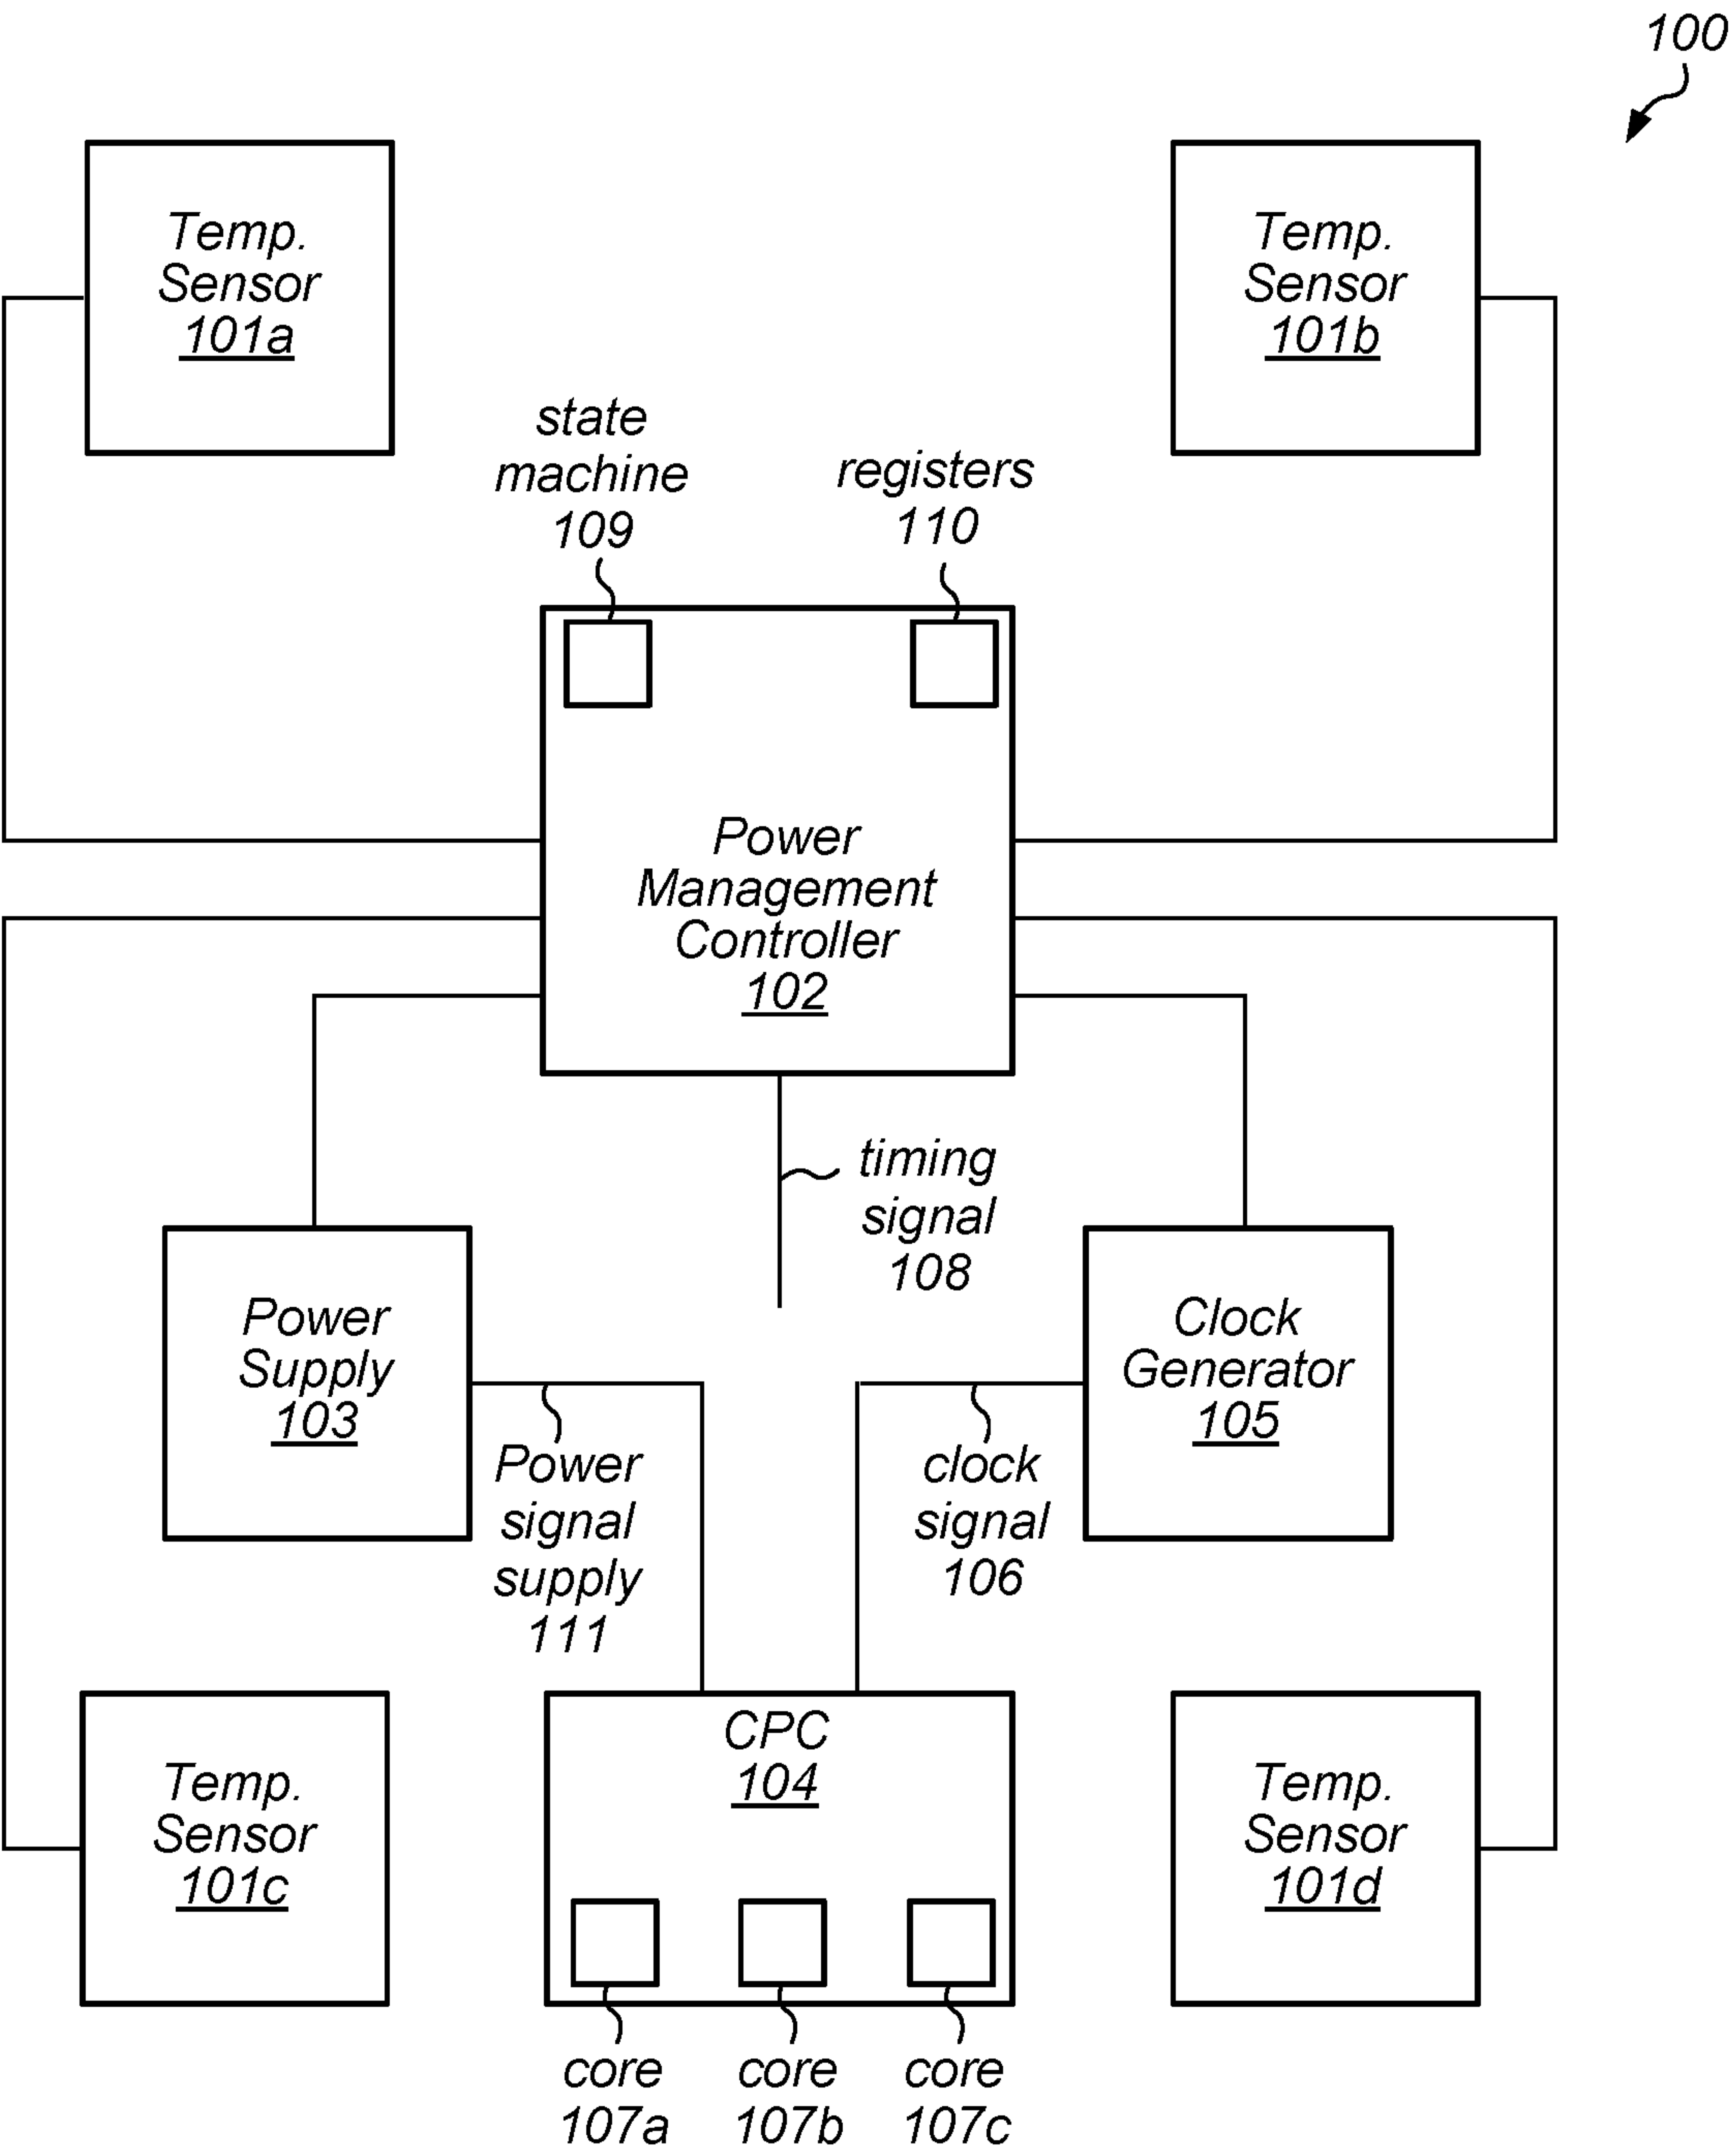 100
Temp.
Sensor
101a
Temp.
Sensor
101b
state
machine
109
registers
110
Power
Management
Controller
102
timing
signal
108
Power
Supply
103
Clock
Generator
105
Power
signal
supply
111
clock
signal
106
Temp.
Sensor
101c
CPC
104
Temp.
Sensor
101d
core
107a
core
107b
core
107c